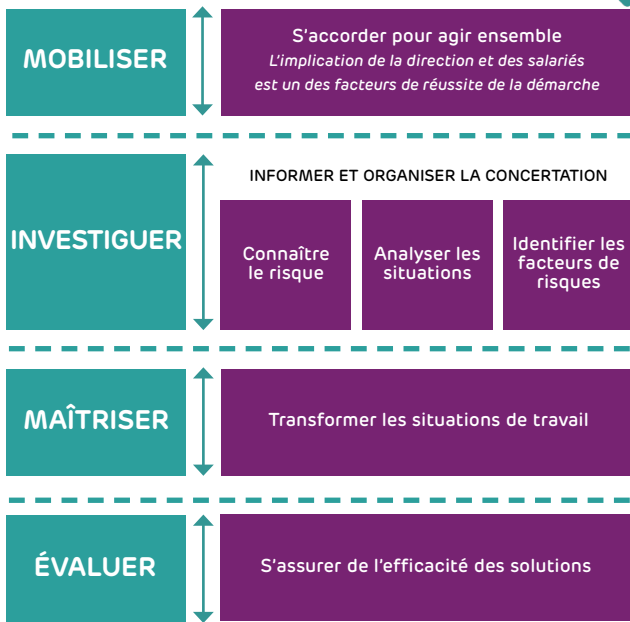 MOBILISER
S'accorder pour agir ensemble
L'implication de la direction et des salariés
est un des facteurs de réussite de la démarche
INVESTIGUER
INFORMER ET ORGANISER LA CONCERTATION
Connaître
le risque
Analyser les
situations
Identifier les
facteurs de
risques
MAÎTRISER
Transformer les situations de travail
ÉVALUER
S'assurer de l'efficacité des solutions